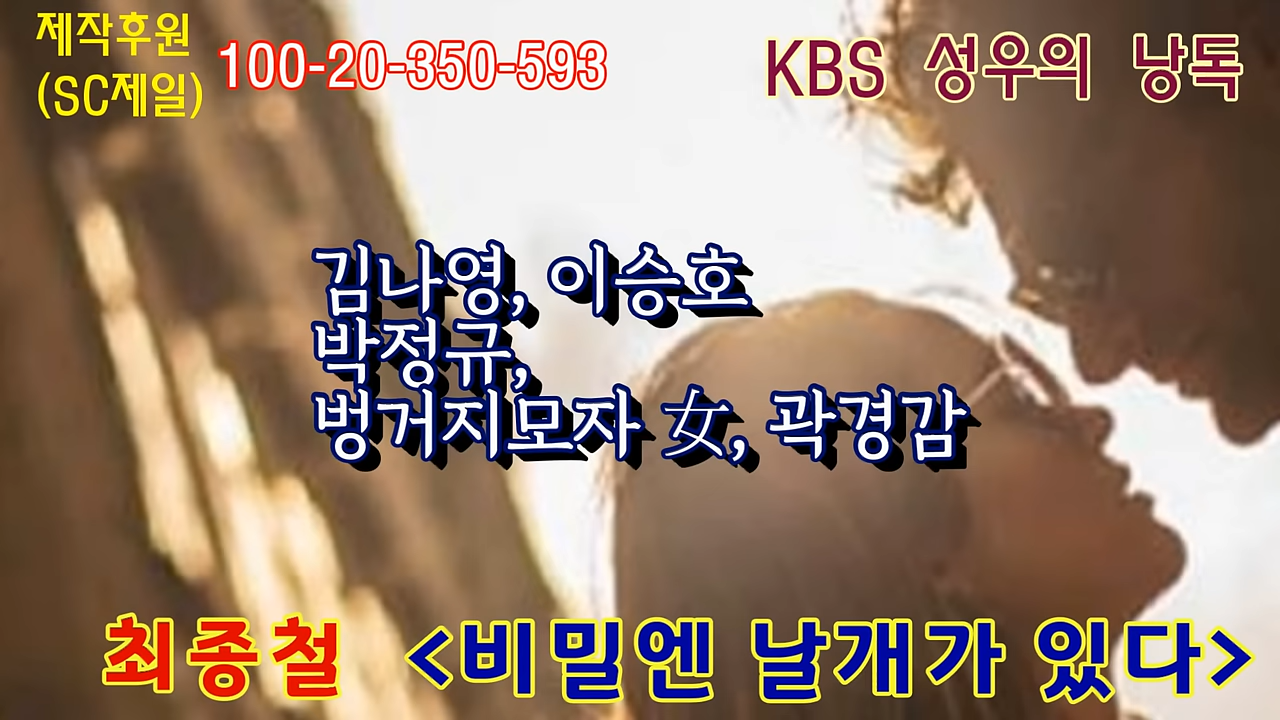 제작후원
(SC제일)
100-20-350-593
KBS 성우의 낭독
김나영, 이승호
박정규,
벙거지모자 女, 곽경감
최종철 <비밀엔 날개가 있다>